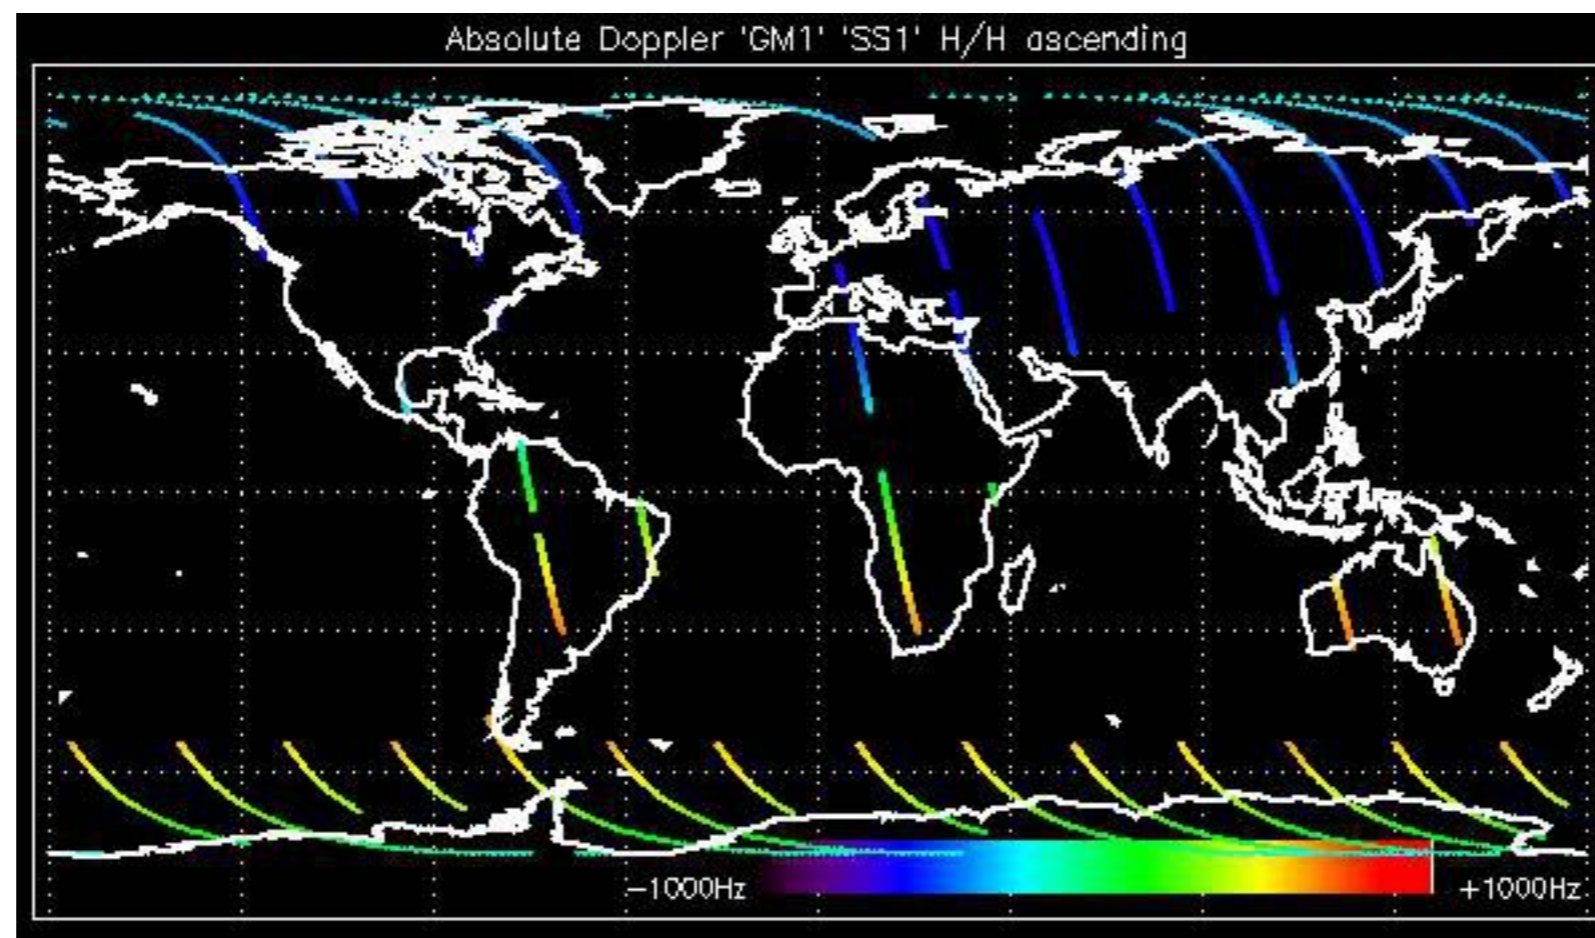 Absolute Doppler 'GM1' 'SS1' H/H ascending
-1000Hz
+1000Hz